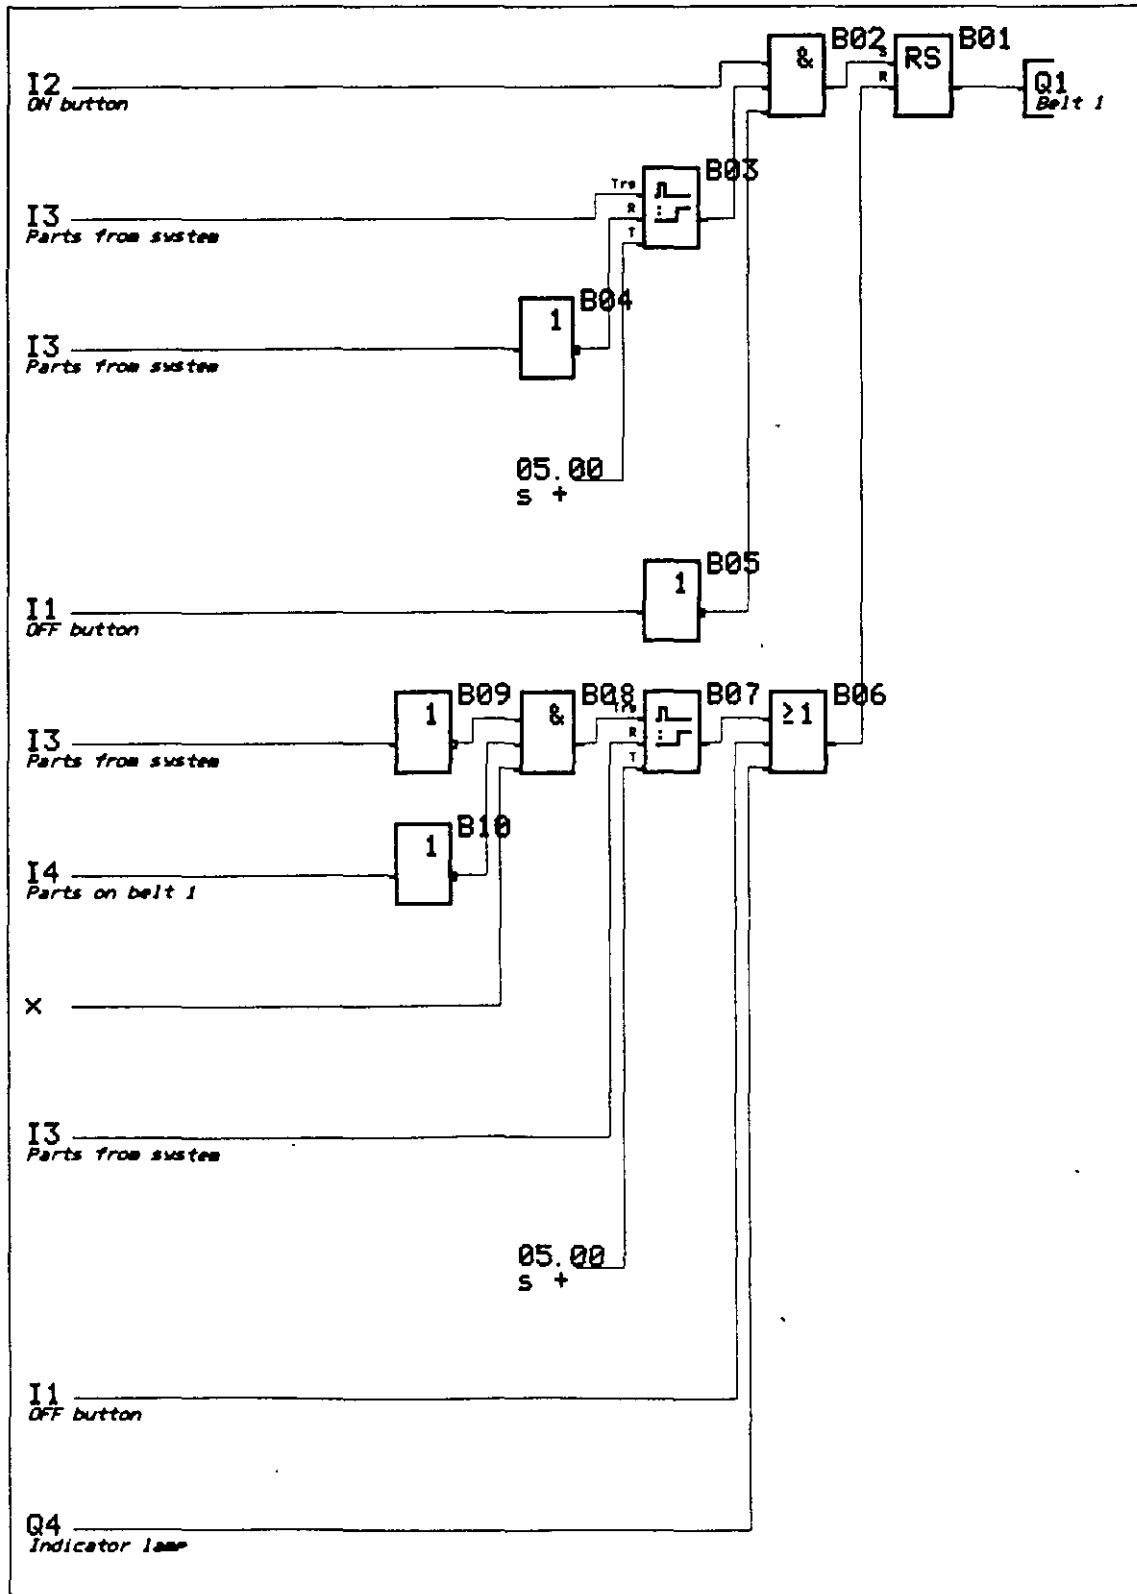 & B02 S RS B01
R
I2 Q1
ON button Belt 1
B03
Trg
R
T
I3
Parts from system
B04
1
I3
Parts from system
05.00
s +
B05
1
I1
OFF button
B09 B08 Trg B07 B06
1 & R ≥1
T
I3
Parts from system
B10
1
I4
Parts on belt 1
x
I3
Parts from system
05.00
s +
I1
OFF button
Q4
Indicator lamp